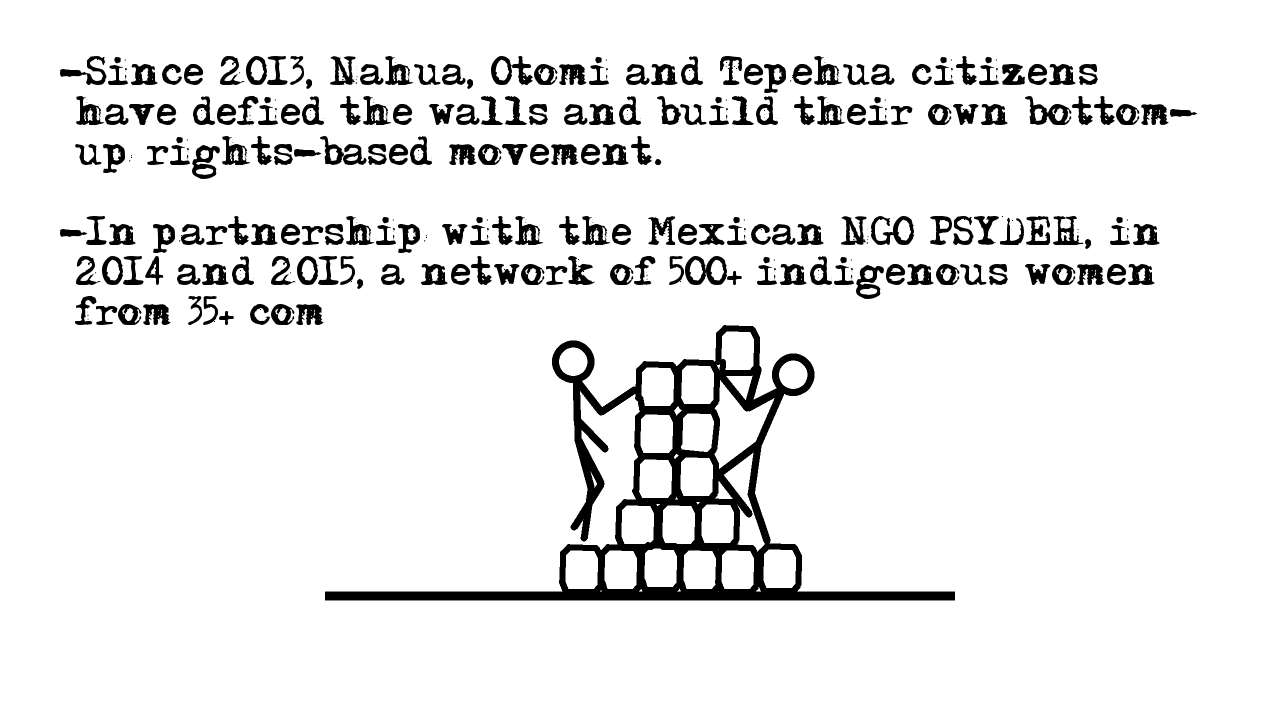 -Since 2013, Nahua, Otomi and Tepehua citizens
have defied the walls and build their own bottom-
up rights-based movement.
-In partnership with the Mexican NGO PSYDEH, in
2014 and 2015, a network of 500+ indigenous women
from 35+ com